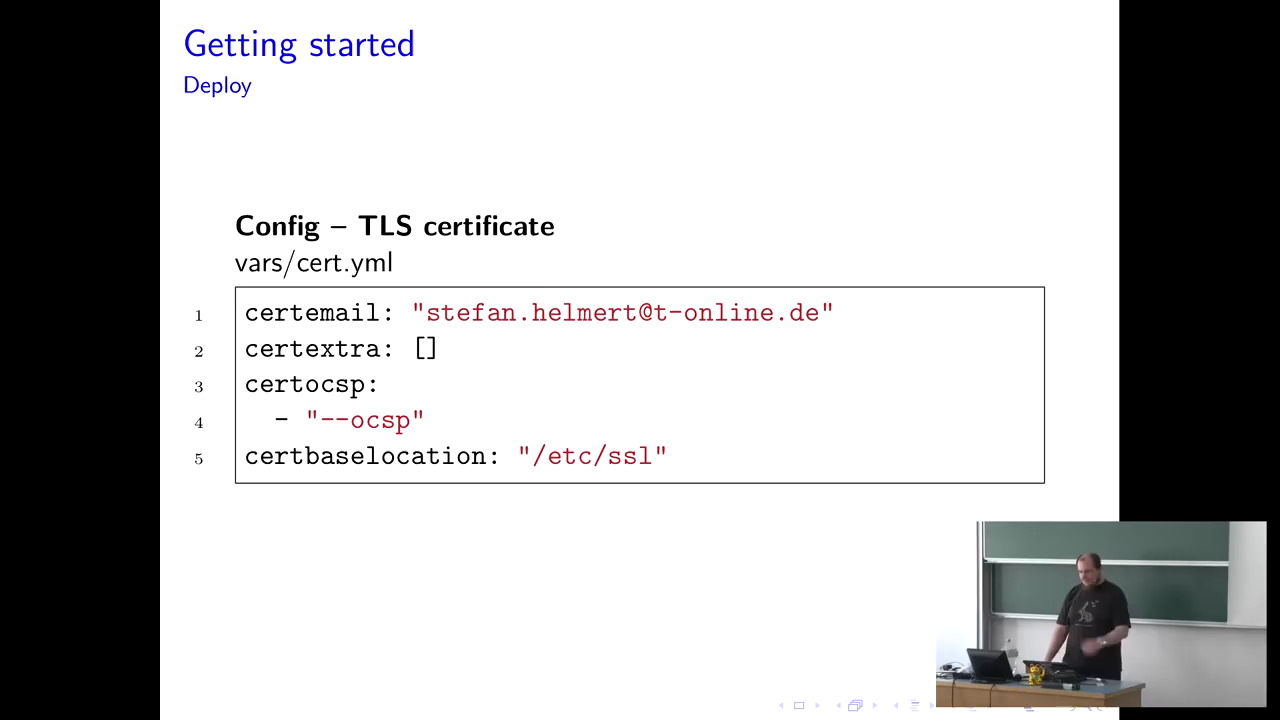 Getting started
Deploy
Config – TLS certificate
vars/cert.yml
1 certemail: "stefan.helmert@t-online.de"
2 certextra: []
3 certocsp:
4   - "--ocsp"
5 certbaselocation: "/etc/ssl"